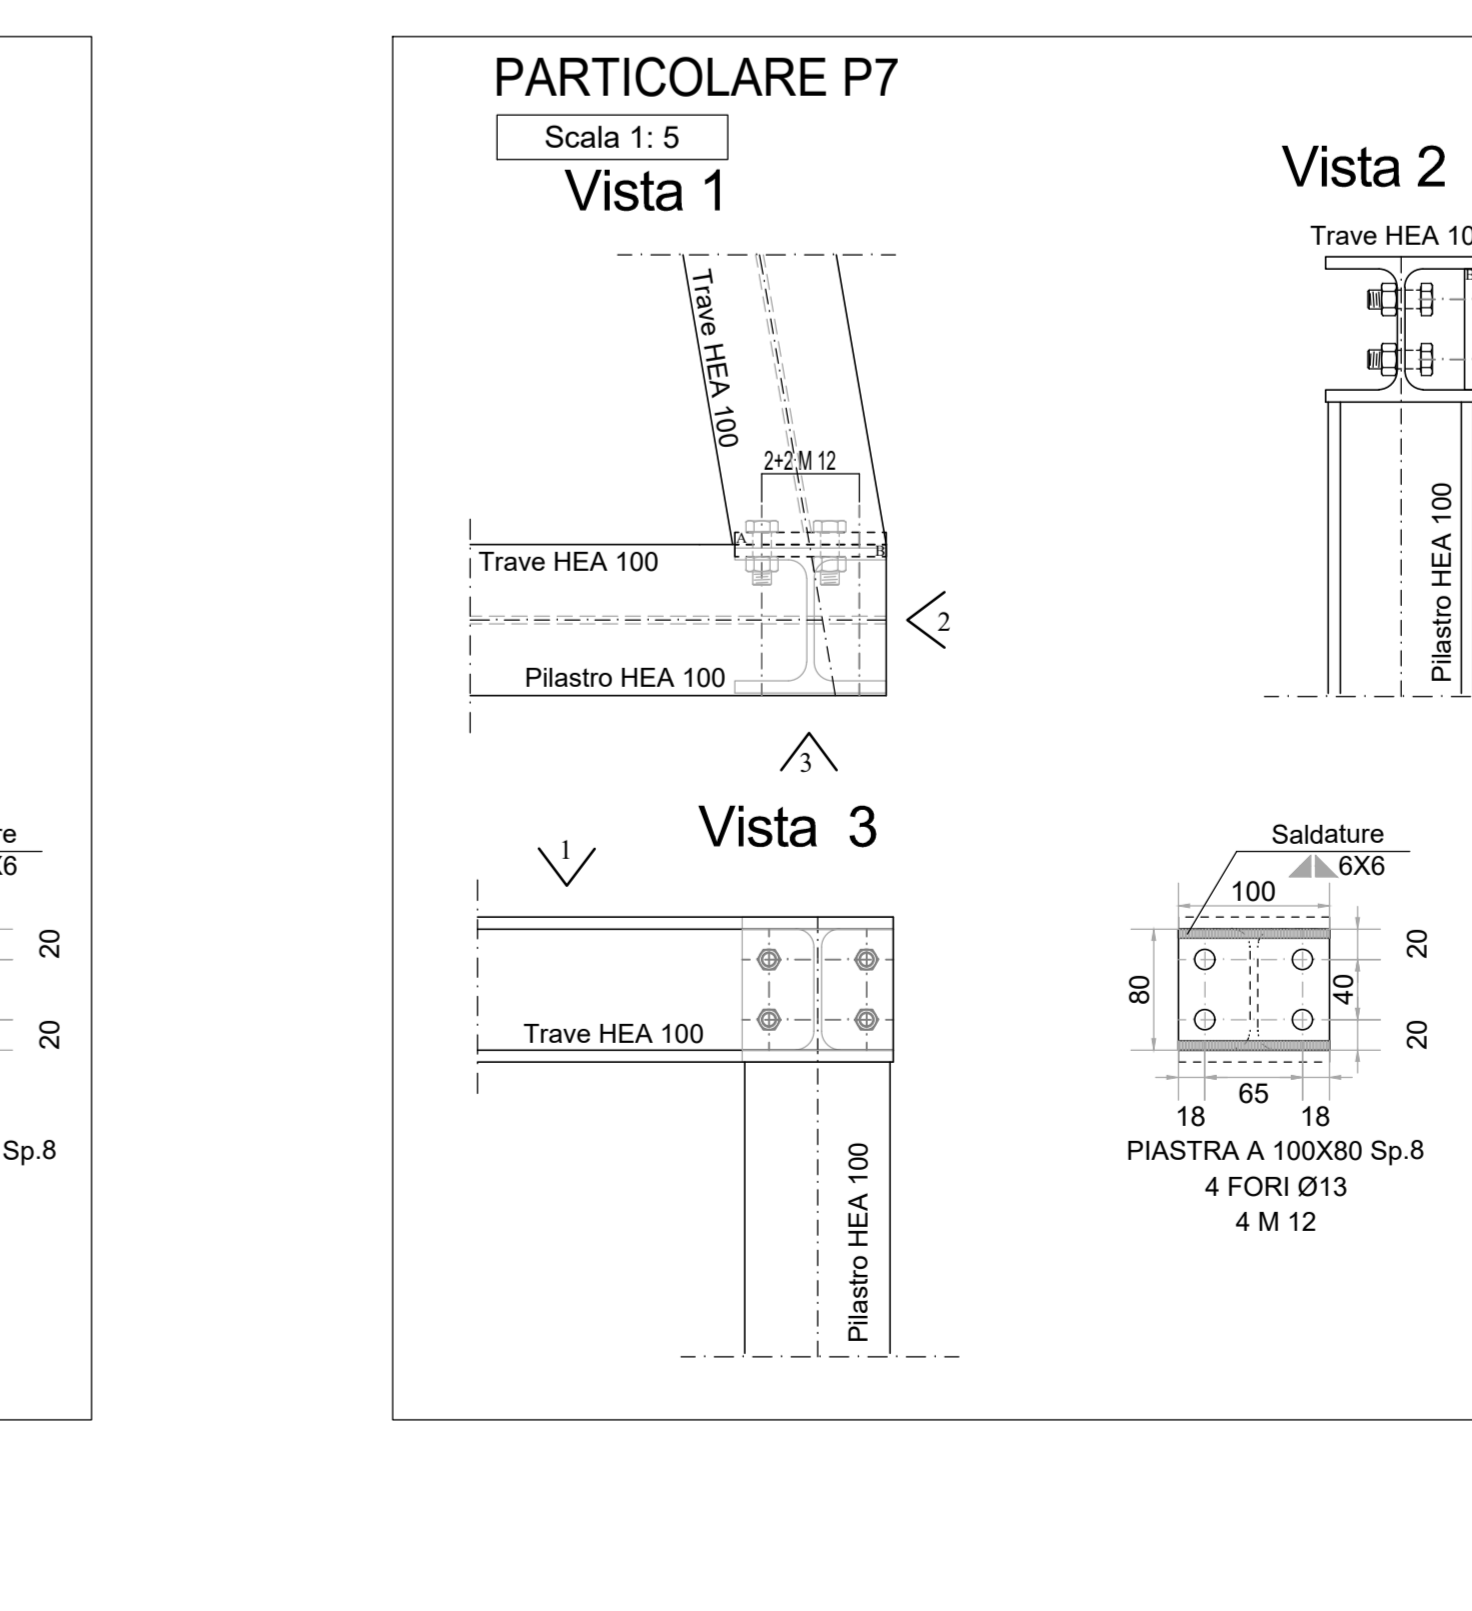 PARTICOLARE P7
Scala 1: 5
Vista 1
Trave HEA 100
2+2 M 12
A
B
Trave HEA 100
Pilastro HEA 100
2
3
Vista 2
Trave HEA 10
Pilastro HEA 100
Vista 3
1
Trave HEA 100
Pilastro HEA 100
re
20
20
Sp.8
Saldature
6X6
100
80
20
40
20
65
18
18
PIASTRA A 100X80 Sp.8
4 FORI Ø13
4 M 12